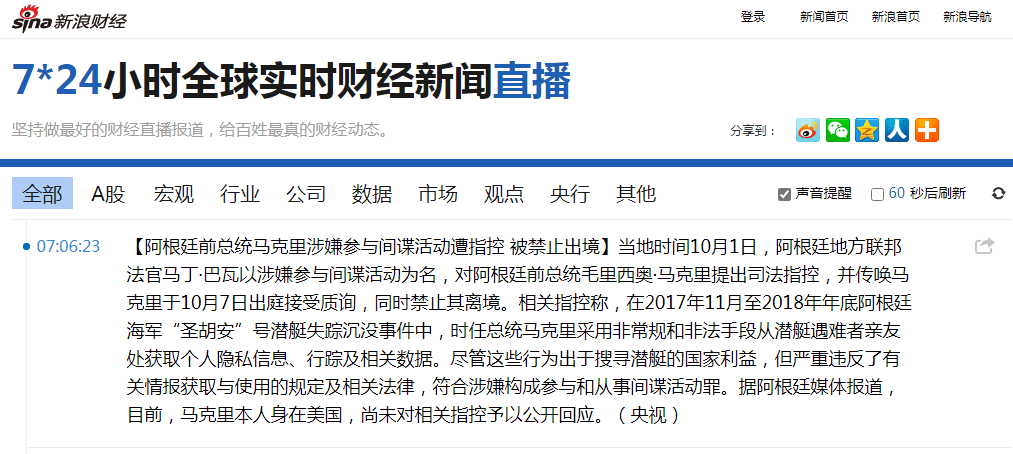 sina新浪财经
登录 新闻首页 新浪首页 新浪导航
7*24小时全球实时财经新闻直播
坚持做最好的财经直播报道，给百姓最真的财经动态。
分享到：
全部 A股 宏观 行业 公司 数据 市场 观点 央行 其他 声音提醒 60 秒后刷新
07:06:23 【阿根廷前总统马克里涉嫌参与间谍活动遭指控 被禁止出境】当地时间10月1日，阿根廷地方联邦
法官马丁·巴瓦以涉嫌参与间谍活动为名，对阿根廷前总统毛里西奥·马克里提出司法指控，并传唤马
克里于10月7日出庭接受质询，同时禁止其离境。相关指控称，在2017年11月至2018年年底阿根廷
海军“圣胡安”号潜艇失踪沉没事件中，时任总统马克里采用非常规和非法手段从潜艇遇难者亲友
处获取个人隐私信息、行踪及相关数据。尽管这些行为出于搜寻潜艇的国家利益，但严重违反了有
关情报获取与使用的规定及相关法律，符合涉嫌构成参与和从事间谍活动罪。据阿根廷媒体报道，
目前，马克里本人身在美国，尚未对相关指控予以公开回应。（央视）